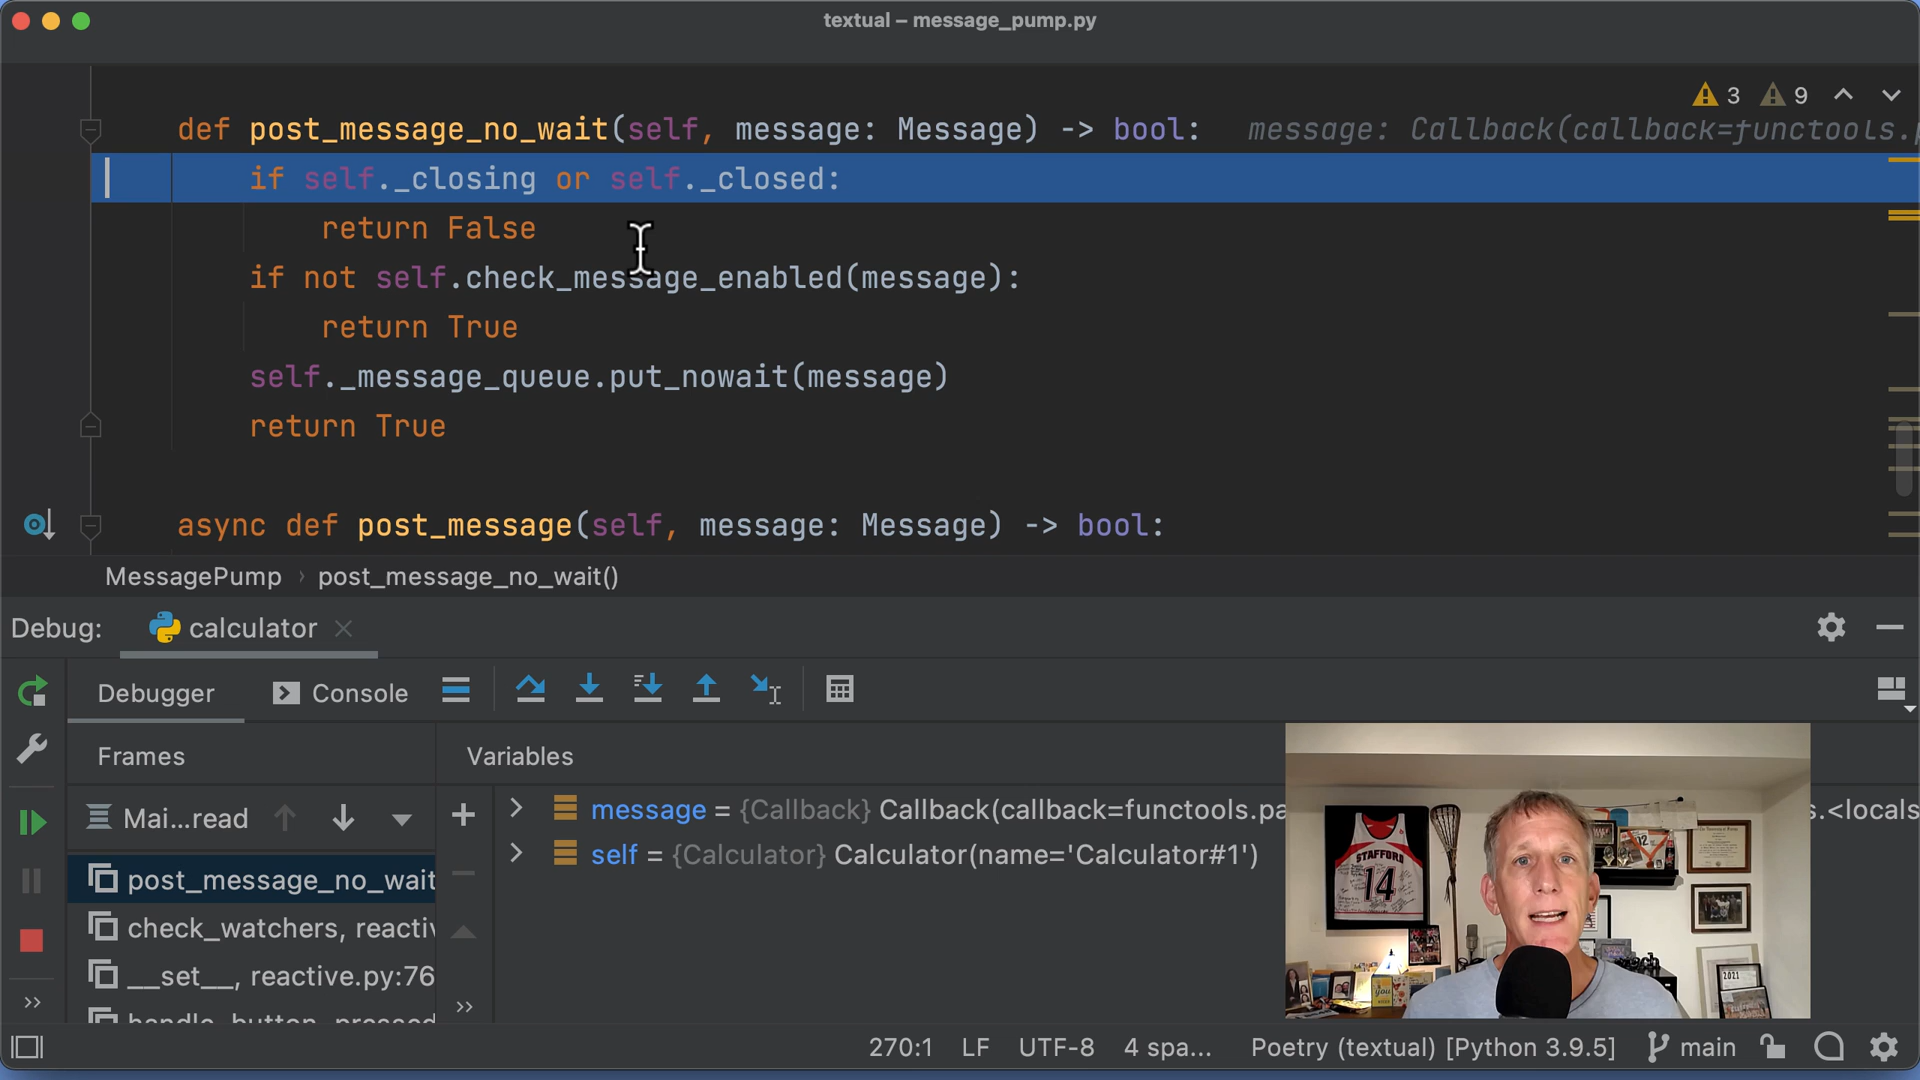 textual – message_pump.py
3 9
def post_message_no_wait(self, message: Message) -> bool: message: Callback(callback=functools.p
if self._closing or self._closed:
return False
if not self.check_message_enabled(message):
return True
self._message_queue.put_nowait(message)
return True
async def post_message(self, message: Message) -> bool:
MessagePump › post_message_no_wait()
Debug: calculator
Debugger Console
Frames Variables
Mai...read
message = {Callback} Callback(callback=functools.pa s.<locals
self = {Calculator} Calculator(name='Calculator#1')
post_message_no_wait
check_watchers, reactiv
__set__, reactive.py:76
handle_button_pressed
STAFFORD
14
2021
you
270:1 LF UTF-8 4 spa... Poetry (textual) [Python 3.9.5] main